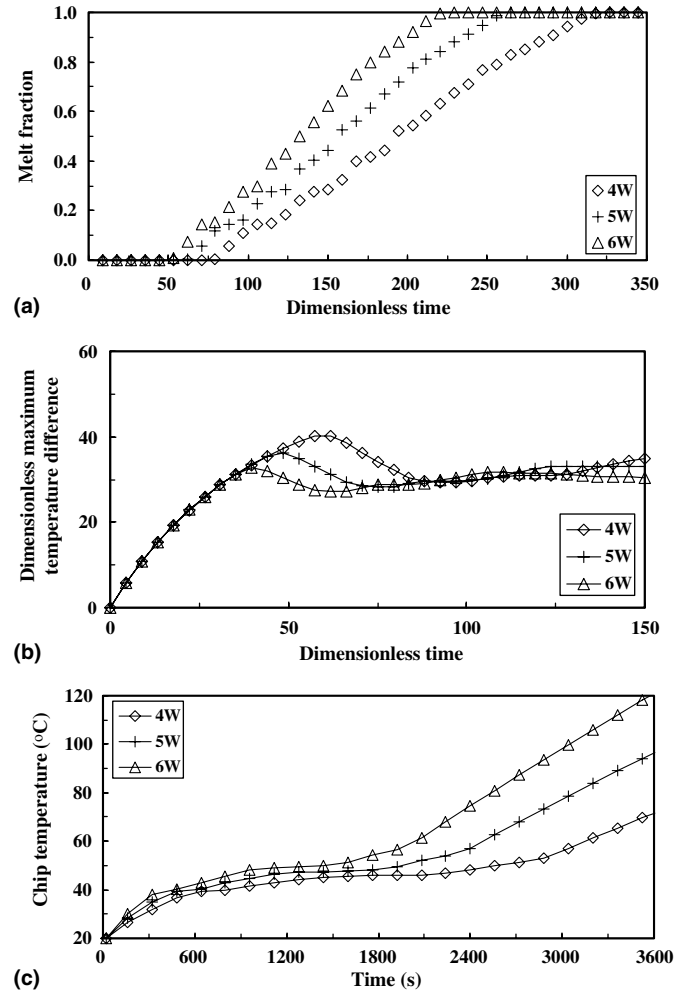 1.0
0.8
0.6
0.4
0.2
0.0
Melt fraction
4W
5W
6W
0 50 100 150 200 250 300 350
Dimensionless time
(a)
60
40
20
0
Dimensionless maximum
temperature difference
4W
5W
6W
0 50 100 150
Dimensionless time
(b)
120
100
80
60
40
20
Chip temperature (°C)
4W
5W
6W
0 600 1200 1800 2400 3000 3600
Time (s)
(c)